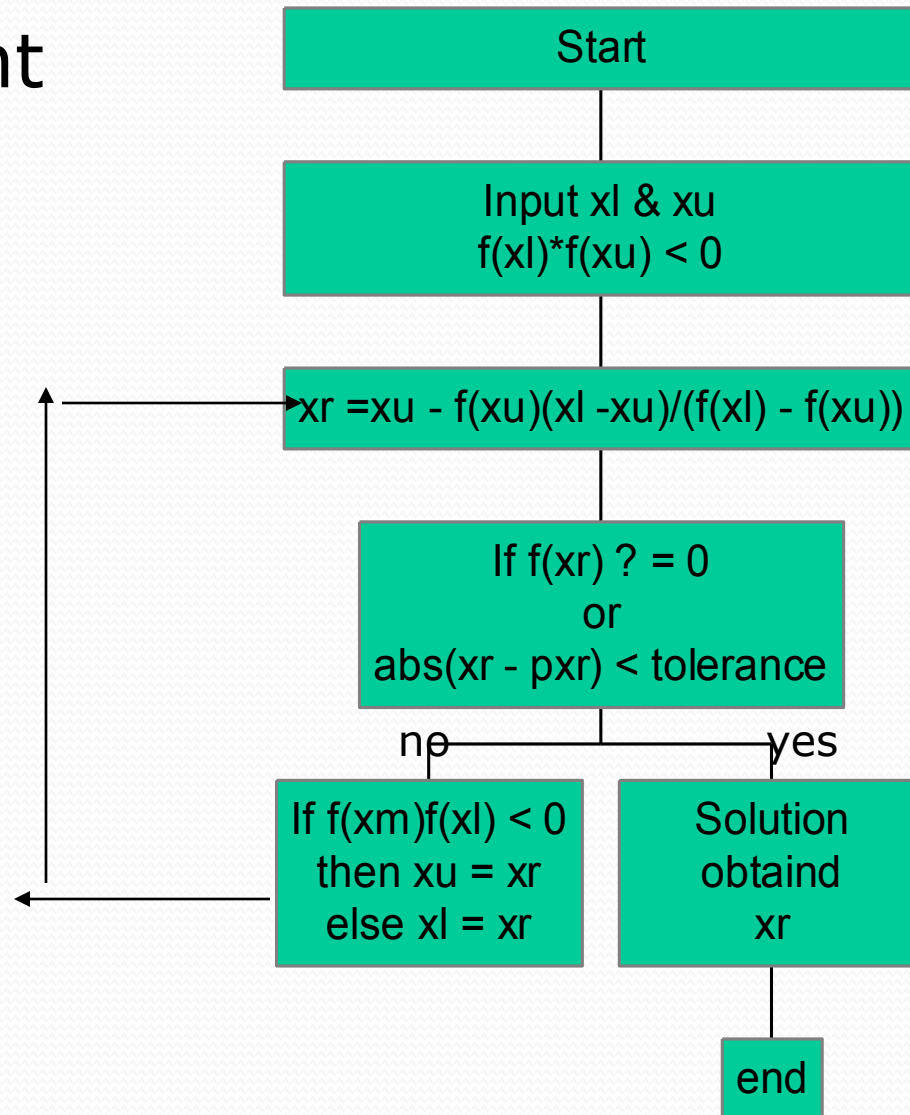 nt
Start
Input xl & xu
f(xl)*f(xu) < 0
xr =xu - f(xu)(xl -xu)/(f(xl) - f(xu))
If f(xr) ? = 0
or
abs(xr - pxr) < tolerance
no
yes
If f(xm)f(xl) < 0
then xu = xr
else xl = xr
Solution
obtaind
xr
end